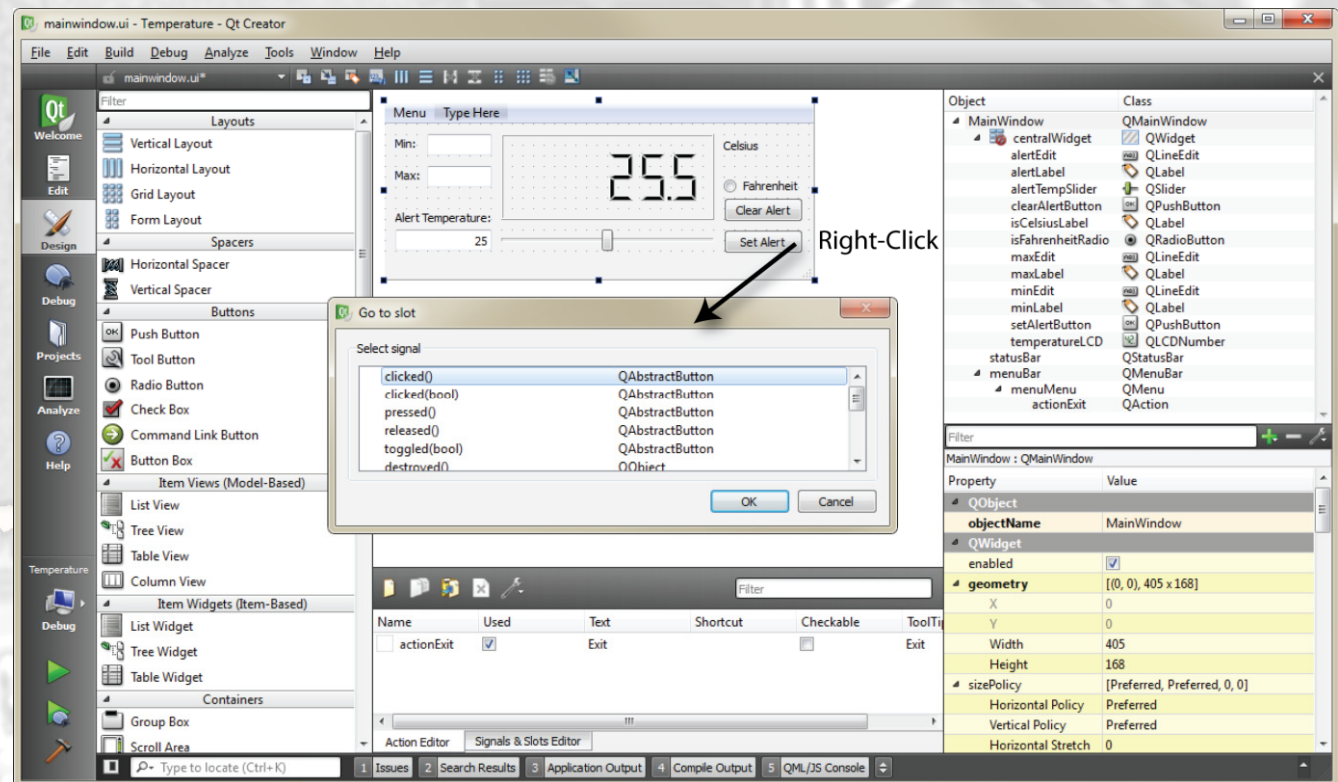 mainwindow.ui - Temperature - Qt Creator
File Edit Build Debug Analyze Tools Window Help
mainwindow.ui*
Qt
Welcome
Edit
Design
Debug
Projects
Analyze
Help
Temperature
Debug
Filter
Layouts
Vertical Layout
Horizontal Layout
Grid Layout
Form Layout
Spacers
Horizontal Spacer
Vertical Spacer
Buttons
OK Push Button
Tool Button
Radio Button
Check Box
Command Link Button
Button Box
Item Views (Model-Based)
List View
Tree View
Table View
Column View
Item Widgets (Item-Based)
List Widget
Tree Widget
Table Widget
Containers
Group Box
Scroll Area
Menu Type Here
Min:
Max:
25.5
Celsius
Fahrenheit
Clear Alert
Alert Temperature:
25
Set Alert
Right-Click
Go to slot
Select signal
clicked() QAbstractButton
clicked(bool) QAbstractButton
pressed() QAbstractButton
released() QAbstractButton
toggled(bool) QAbstractButton
destroyed() QObject
OK Cancel
Filter
Name Used Text Shortcut Checkable ToolTi
actionExit Exit Exit
Action Editor Signals & Slots Editor
Object Class
MainWindow QMainWindow
centralWidget QWidget
alertEdit QLineEdit
alertLabel QLabel
alertTempSlider QSlider
clearAlertButton QPushButton
isCelsiusLabel QLabel
isFahrenheitRadio QRadioButton
maxEdit QLineEdit
maxLabel QLabel
minEdit QLineEdit
minLabel QLabel
setAlertButton QPushButton
temperatureLCD QLCDNumber
statusBar QStatusBar
menuBar QMenuBar
menuMenu QMenu
actionExit QAction
Filter
MainWindow : QMainWindow
Property Value
QObject
objectName MainWindow
QWidget
enabled
geometry [(0, 0), 405 x 168]
X 0
Y 0
Width 405
Height 168
sizePolicy [Preferred, Preferred, 0, 0]
Horizontal Policy Preferred
Vertical Policy Preferred
Horizontal Stretch 0
Type to locate (Ctrl+K)
1 Issues 2 Search Results 3 Application Output 4 Compile Output 5 QML/JS Console